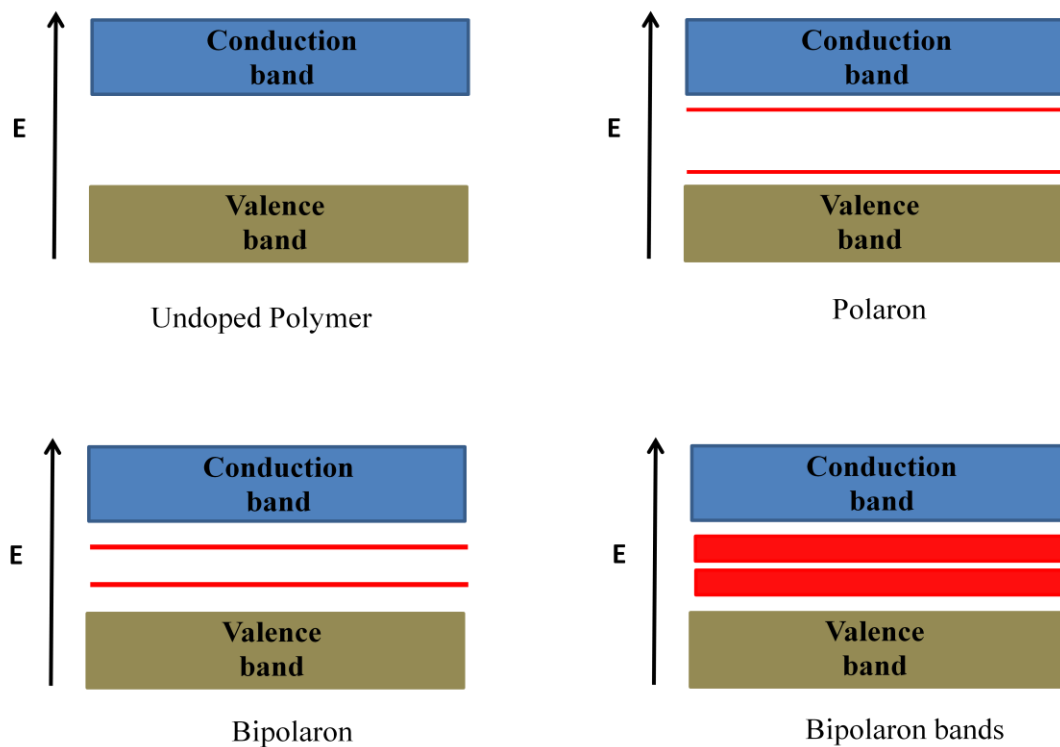 Conduction
band
E
Valence
band
Undoped Polymer
Conduction
band
E
Valence
band
Polaron
Conduction
band
E
Valence
band
Bipolaron
Conduction
band
E
Valence
band
Bipolaron bands